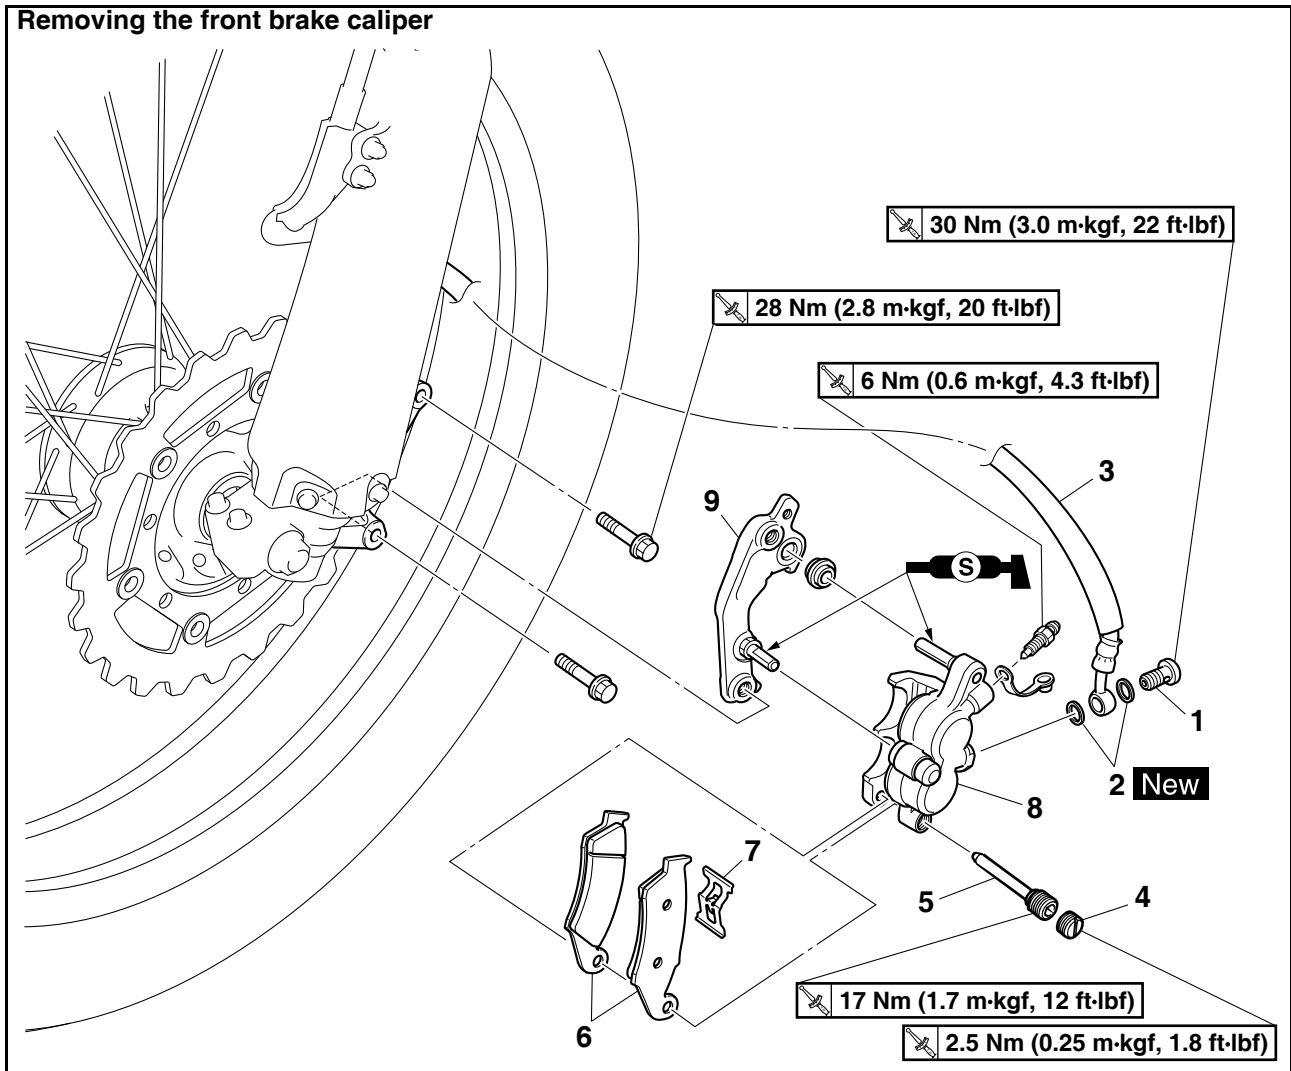 Removing the front brake caliper
30 Nm (3.0 m·kgf, 22 ft·lbf)
28 Nm (2.8 m·kgf, 20 ft·lbf)
6 Nm (0.6 m·kgf, 4.3 ft·lbf)
3
9
S
1
2 New
8
7
5
4
6
17 Nm (1.7 m·kgf, 12 ft·lbf)
2.5 Nm (0.25 m·kgf, 1.8 ft·lbf)